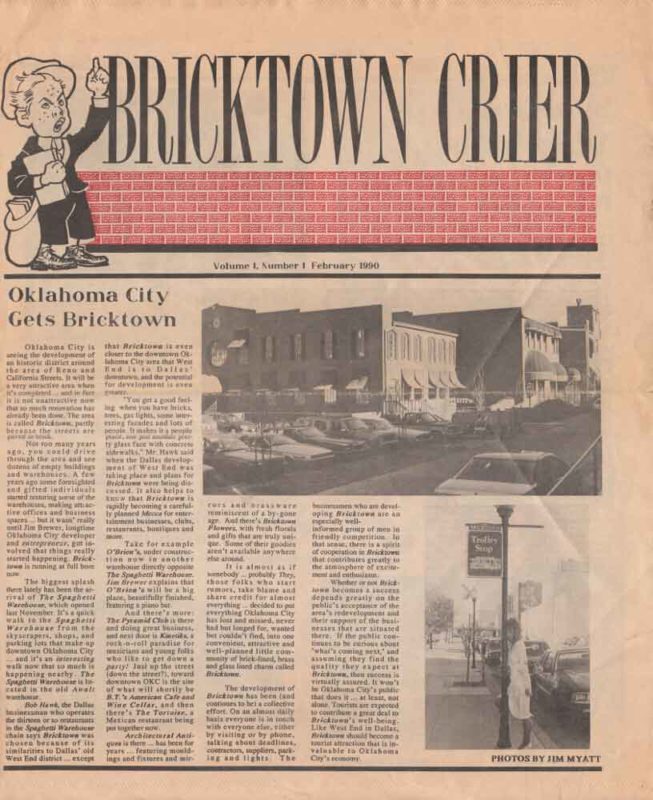 BRICKTOWN CRIER
Volume 1, Number 1 February 1990
Oklahoma City
Gets Bricktown
Oklahoma City is
seeing the development of
an historic district around
the area of Reno and
California Streets. It will be
a very attractive area when
it's completed ... and in fact
it is not unattractive now
that so much renovation has
already been done. The area
is called Bricktown, partly
because the streets are
paved in brick.
Not too many years
ago, you could drive
through the area and see
dozens of empty buildings
and warehouses. A few
years ago some foresighted
and gifted individuals
started restoring some of the
warehouses, making attrac-
tive offices and business
spaces ... but it wasn' really
until Jim Brewer, longtime
Oklahoma City developer
and entrepreneur, got in-
volved that things really
started happening. Brick-
town is running at full bore
now.
The biggest splash
there lately has been the ar-
rival of The Spaghetti
Warehouse, which opened
last November. It's a quick
walk to the Spaghetti
Warehouse from the
skyscrapers, shops, and
parking lots that make up
downtown Oklahoma City
... and it's an interesting
walk now that so much is
happening nearby. The
Spaghetti Warehouse is lo-
cated in the old Awalt
warehouse.
Bob Hawk, the Dallas
businessman who operates
the thirteen or so restaurants
in the Spaghetti Warehouse
chain says Bricktown was
chosen because of its
similarities to Dallas' old
West End district ... except
that Bricktown is even
closer to the downtown Ok-
lahoma City area that West
End is to Dallas'
downtown, and the potential
for development is even
greater.
"You get a good feel-
ing when you have bricks,
trees, gas lights, some inter-
esting facades and lots of
people. It makes it a people
place, not just another pret-
ty glass face with concrete
sidewalks," Mr. Hawk said
when the Dallas develop-
ment of West End was
taking place and plans for
Bricktown were being dis-
cussed. It also helps to
know that Bricktown is
rapidly becoming a careful-
ly planned Mecca for enter-
tainment businesses, clubs,
restaurants, boutiques and
more.
Take for example
O'Brien's, under construc-
tion now in another
warehouse directly opposite
The Spaghetti Warehouse.
Jim Brewer explains that
O'Brien's will be a big
place, beautifully finished,
featuring a piano bar.
And there's more:
The Pyramid Club is there
and doing great business,
and next door is a
rock-n-roll paradise for
musicians and young folks
who like to get down a
party! Just up the street
(down the street?), toward
downtown OKC is the site
of what will shortly be
B.T.'s American Cafe and
Wine Cellar, and then
there's The Tortoise, a
Mexican restaurant being
put together now.
Architectural Anti-
ques is there ... has been for
years ... featuring mould-
ings and fixtures and mir-
rors and brassware
reminiscent of a by-gone
age. And there's Bricktown
Flowers, with fresh florals
and gifts that are truly uni-
que. Some of their goodies
aren't available anywhere
else around.
It is almost as if
somebody ... probably They,
those folks who start
rumors, take blame and
share credit for almost
everything ... decided to put
everything Oklahoma City
has lost and missed, never
had but longed for, wanted
but couldn't find, into one
convenient, attractive and
well-planned little com-
munity of brick-lined, brass
and glass lined charm called
Bricktown.
The development of
Bricktown has been (and
continues to be) a collective
effort. On an almost daily
basis everyone is in touch
with everyone else, either
by visiting or by phone,
talking about deadlines,
contractors, suppliers, park-
ing and lights. The
businessmen who are devel-
oping Bricktown are an
especially well-
informed group of men in
friendly competition. In
that sense, there is a spirit
of cooperation in Bricktown
that contributes greatly to
the atmosphere of excite-
ment and enthusiasm.
Whether or not Brick-
town becomes a success
depends greatly on the
public's acceptance of the
area's redevelopment and
their support of the busi-
nesses that are situated
there. If the public con-
tinues to be curious about
'what's coming next,' and
assuming they find the
quality they expect at
Bricktown, then success is
virtually assured. It won't
be Oklahoma City's public
that does it ... at least, not
alone. Tourists are expected
to contribute a great deal to
Bricktown's well-being.
Like West End in Dallas,
Bricktown should become a
tourist attraction that is in-
valuable to Oklahoma
City's economy.
Trolley
Stop
PHOTOS BY JIM MYATT